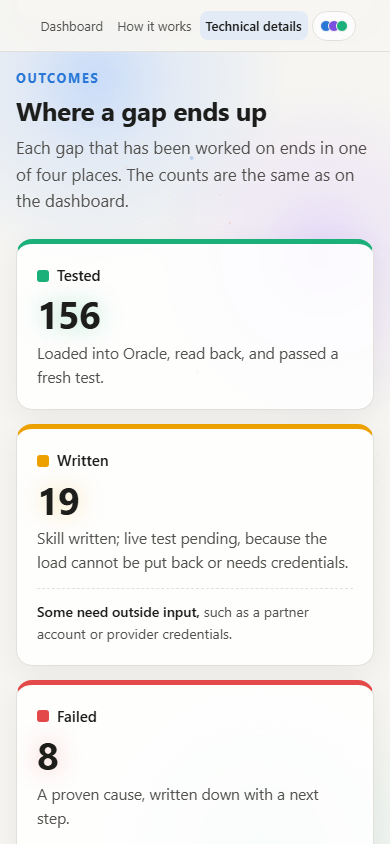 Dashboard How it works Technical details
OUTCOMES
Where a gap ends up
Each gap that has been worked on ends in one
of four places. The counts are the same as on
the dashboard.
Tested
156
Loaded into Oracle, read back, and passed a
fresh test.
Written
19
Skill written; live test pending, because the
load cannot be put back or needs credentials.
Some need outside input, such as a partner
account or provider credentials.
Failed
8
A proven cause, written down with a next
step.